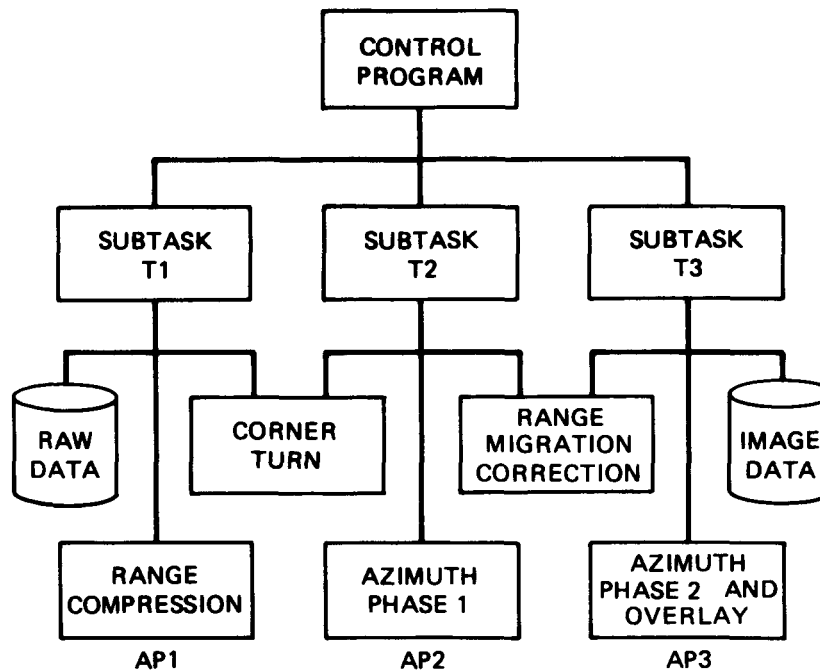 CONTROL
PROGRAM
SUBTASK
T1
SUBTASK
T2
SUBTASK
T3
RAW
DATA
CORNER
TURN
RANGE
MIGRATION
CORRECTION
IMAGE
DATA
RANGE
COMPRESSION
AZIMUTH
PHASE 1
AZIMUTH
PHASE 2 AND
OVERLAY
AP1
AP2
AP3